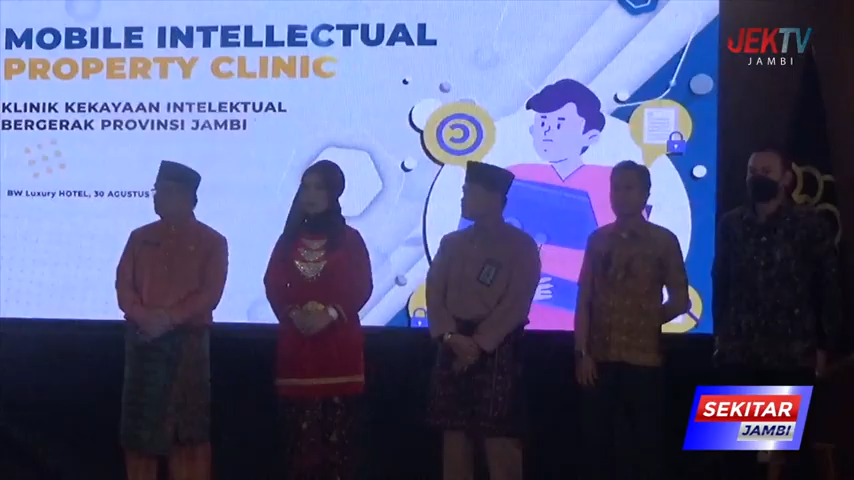 MOBILE INTELLECTUAL
PROPERTY CLINIC
KLINIK KEKAYAAN INTELEKTUAL
BERGERAK PROVINSI JAMBI
BW Luxury HOTEL, 30 AGUSTUS
JEKTV
JAMBI
SEKITAR
JAMBI